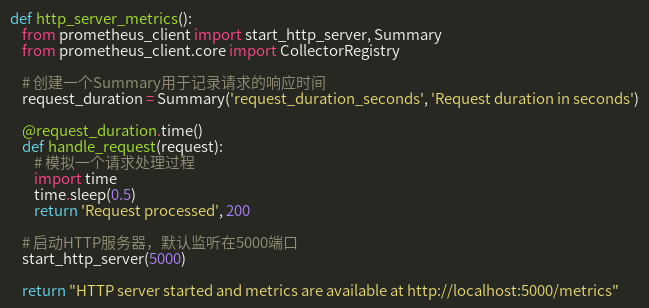 def http_server_metrics():
from prometheus_client import start_http_server, Summary
from prometheus_client.core import CollectorRegistry
# 创建一个Summary用于记录请求的响应时间
request_duration = Summary('request_duration_seconds', 'Request duration in seconds')
@request_duration.time()
def handle_request(request):
# 模拟一个请求处理过程
import time
time.sleep(0.5)
return 'Request processed', 200
# 启动HTTP服务器，默认监听在5000端口
start_http_server(5000)
return "HTTP server started and metrics are available at http://localhost:5000/metrics"